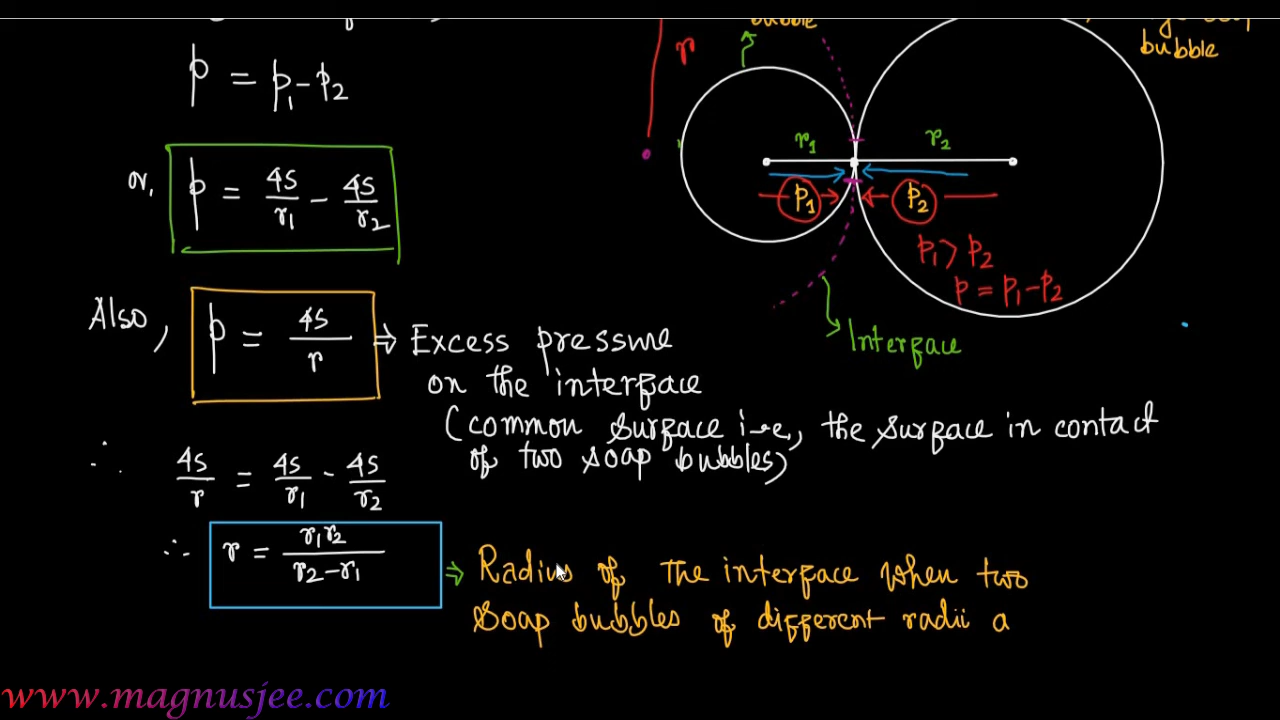 bubble
bubble
r
p = p₁ - p₂
r₁
r₂
or, p = 4S/r₁ - 4S/r₂
p₁
p₂
p₁ > p₂
p = p₁ - p₂
Interface
Also, p = 4S/r ⇒ Excess pressure
on the interface
(common surface i.e., the surface in contact
of two soap bubbles)
∴ 4S/r = 4S/r₁ - 4S/r₂
∴ r = r₁r₂/r₂-r₁ ⇒ Radius of the interface when two
soap bubbles of different radii a
www.magnusjee.com